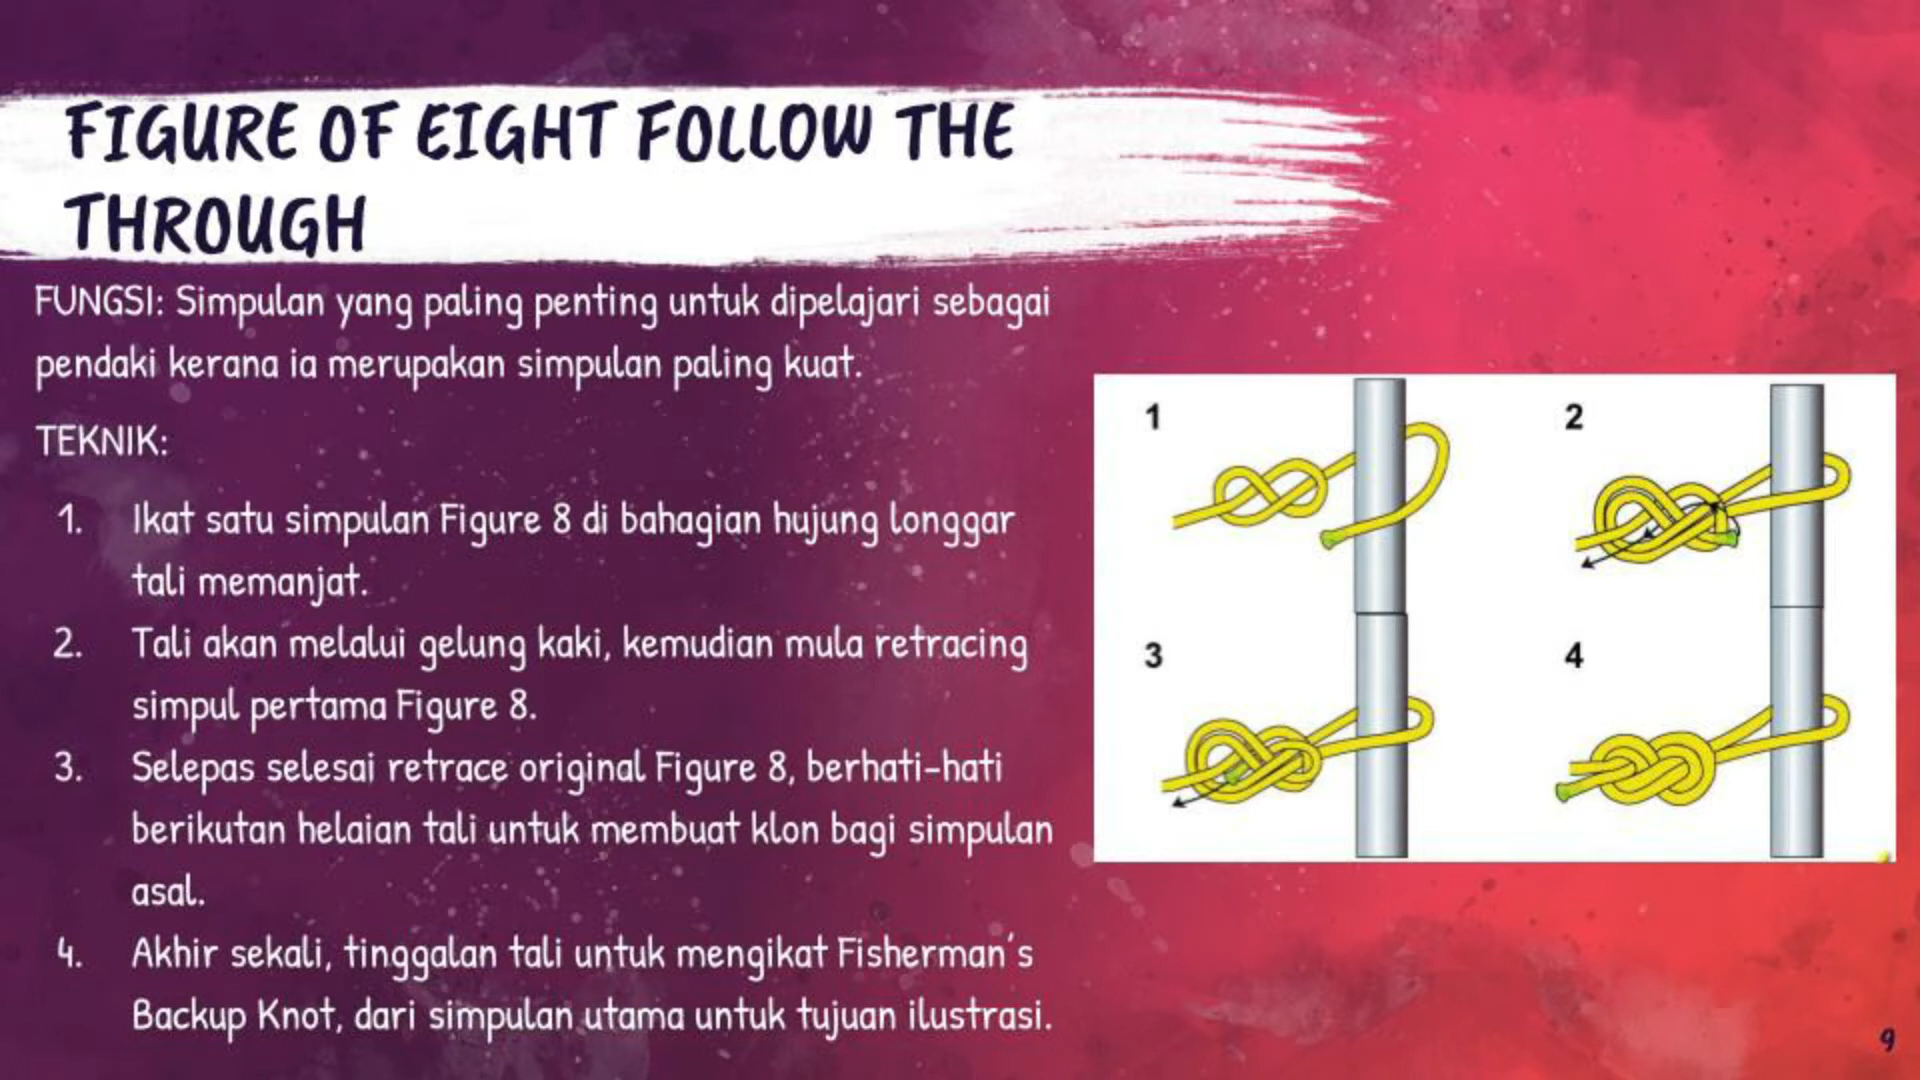 FIGURE OF EIGHT FOLLOW THE
THROUGH
FUNGSI: Simpulan yang paling penting untuk dipelajari sebagai
pendaki kerana ia merupakan simpulan paling kuat.
TEKNIK:
1. Ikat satu simpulan Figure 8 di bahagian hujung longgar
tali memanjat.
2. Tali akan melalui gelung kaki, kemudian mula retracing
simpul pertama Figure 8.
3. Selepas selesai retrace original Figure 8, berhati-hati
berikutan helaian tali untuk membuat klon bagi simpulan
asal.
4. Akhir sekali, tinggalan tali untuk mengikat Fisherman's
Backup Knot, dari simpulan utama untuk tujuan ilustrasi.
1
2
3
4
9